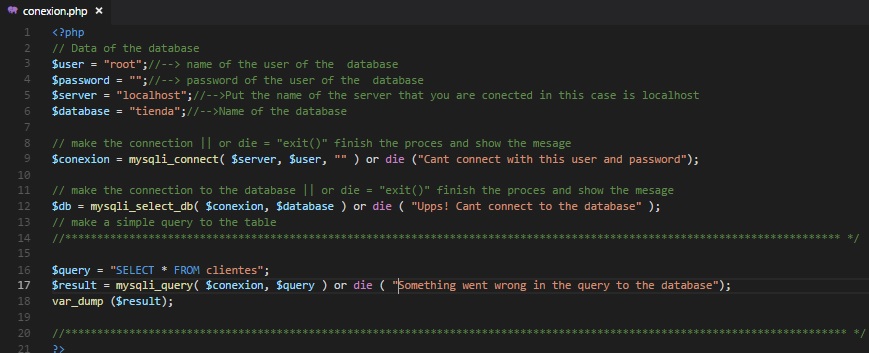 conexion.php ×
1 <?php
2 // Data of the database
3 $user = "root";//--> name of the user of the  database
4 $password = "";//--> password of the user of the  database
5 $server = "localhost";//-->Put the name of the server that you are conected in this case is localhost
6 $database = "tienda";//-->Name of the database
7
8 // make the connection || or die = "exit()" finish the proces and show the mesage
9 $conexion = mysqli_connect( $server, $user, "" ) or die ("Cant connect with this user and password");
10
11 // make the connection to the database || or die = "exit()" finish the proces and show the mesage
12 $db = mysqli_select_db( $conexion, $database ) or die ( "Upps! Cant connect to the database" );
13 // make a simple query to the table
14 //*************************************************************************************************************************** */
15
16 $query = "SELECT * FROM clientes";
17 $result = mysqli_query( $conexion, $query ) or die ( "Something went wrong in the query to the database");
18 var_dump ($result);
19
20 //**************************************************************************************************************************** */
21 ?>